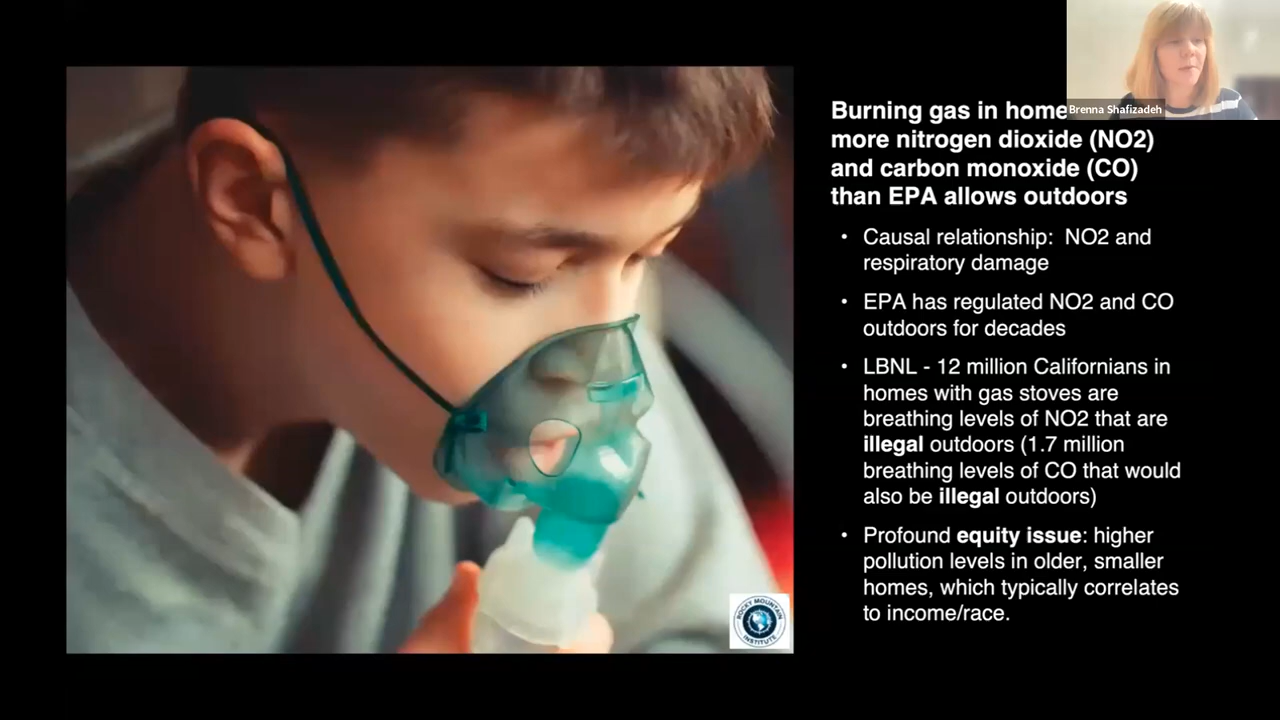 Brenna Shafizadeh
Burning gas in home
more nitrogen dioxide (NO2)
and carbon monoxide (CO)
than EPA allows outdoors
• Causal relationship:  NO2 and
respiratory damage
• EPA has regulated NO2 and CO
outdoors for decades
• LBNL - 12 million Californians in
homes with gas stoves are
breathing levels of NO2 that are
illegal outdoors (1.7 million
breathing levels of CO that would
also be illegal outdoors)
• Profound equity issue: higher
pollution levels in older, smaller
homes, which typically correlates
to income/race.
ROCKY MOUNTAIN
INSTITUTE